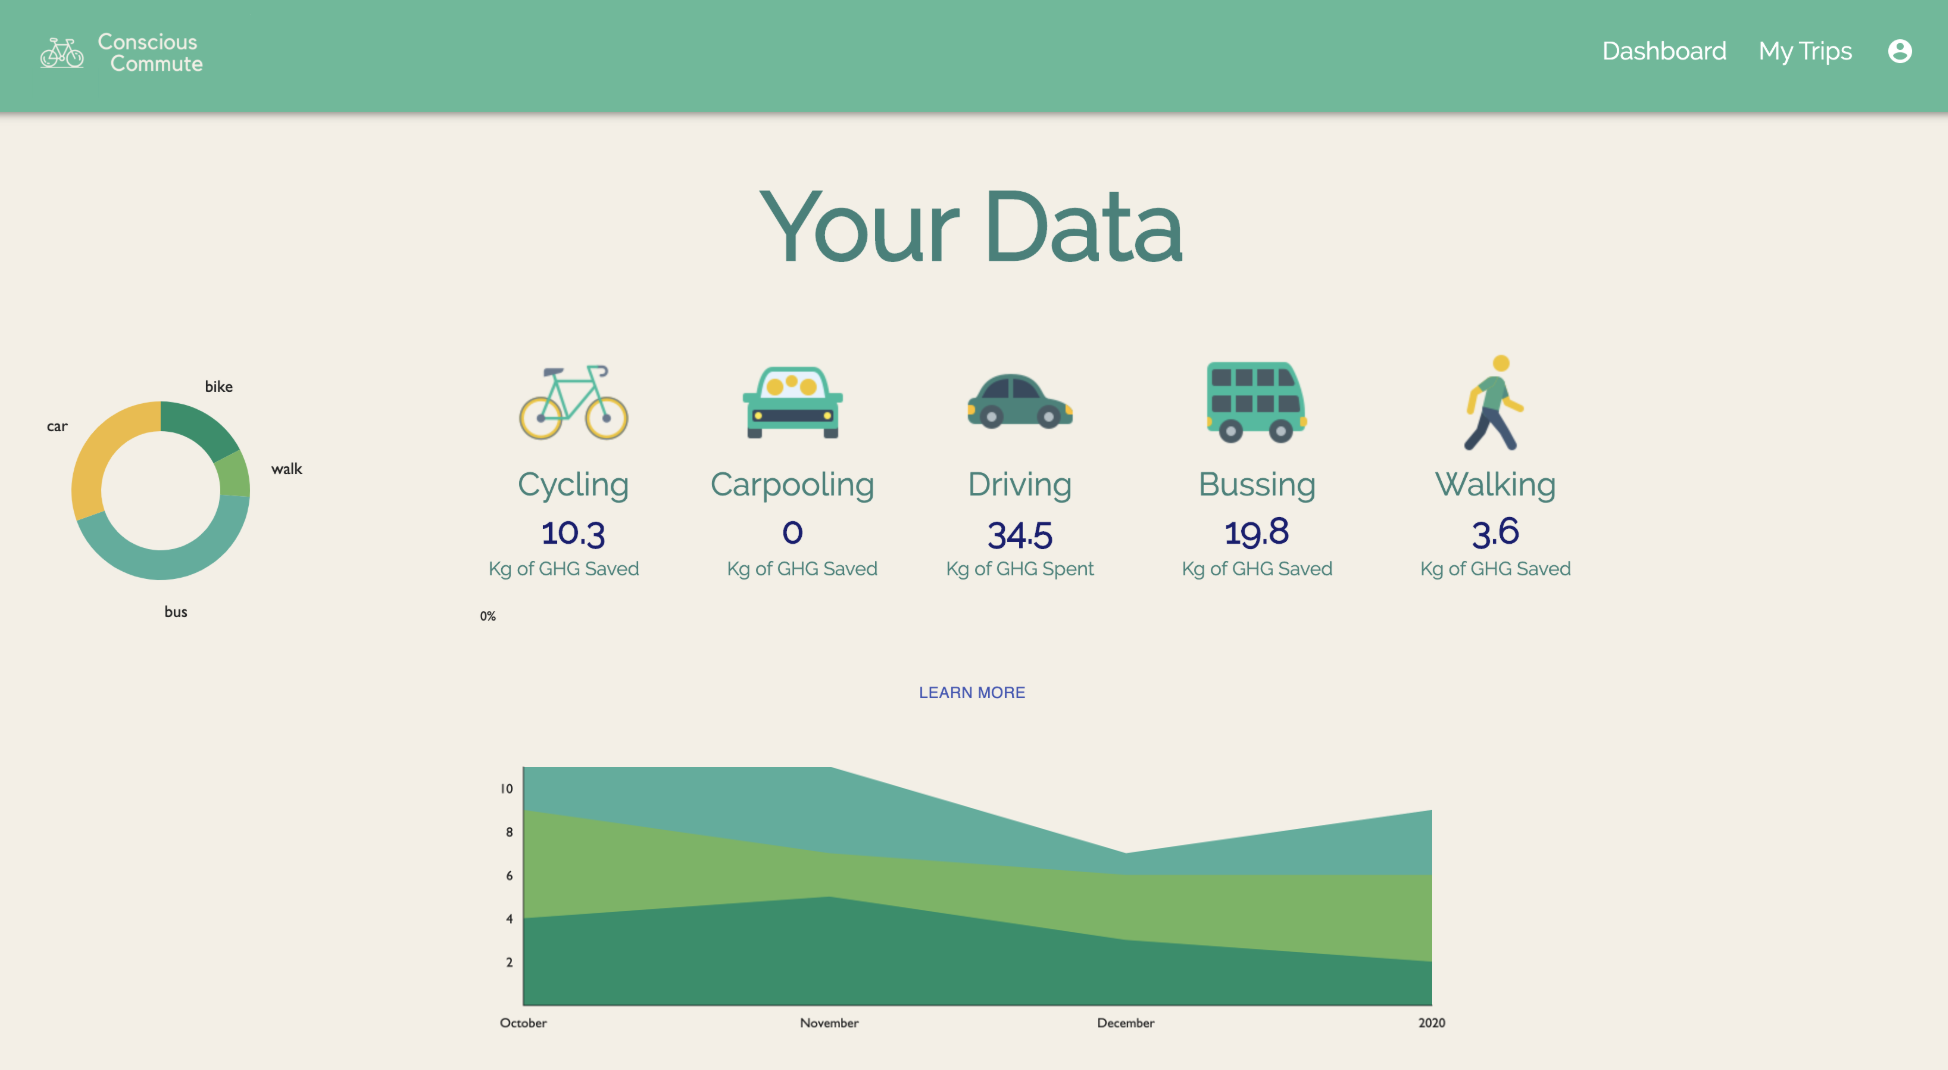 Conscious
Commute
Dashboard
My Trips
Your Data
bike
car
walk
bus
Cycling
10.3
Kg of GHG Saved
Carpooling
0
Kg of GHG Saved
Driving
34.5
Kg of GHG Spent
Bussing
19.8
Kg of GHG Saved
Walking
3.6
Kg of GHG Saved
0%
LEARN MORE
10
8
6
4
2
October
November
December
2020